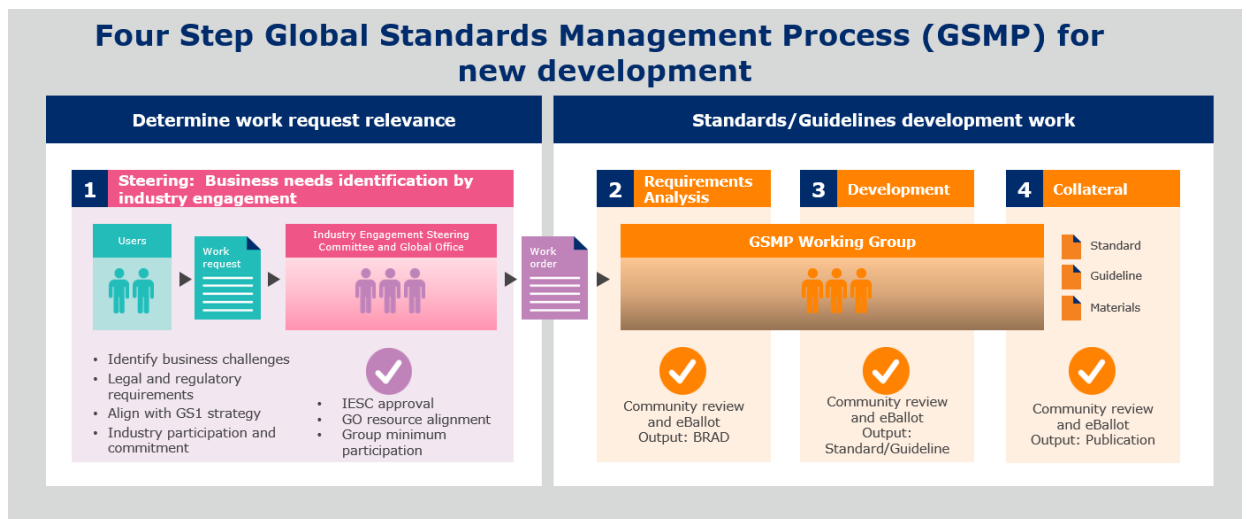 Four Step Global Standards Management Process (GSMP) for
new development
Determine work request relevance
1
Steering: Business needs identification by
industry engagement
Users
Work
request
Industry Engagement Steering
Committee and Global Office
Work
order
• Identify business challenges
• Legal and regulatory
requirements
• Align with GS1 strategy
• Industry participation and
commitment
• IESC approval
• GO resource alignment
• Group minimum
participation
Standards/Guidelines development work
2
Requirements
Analysis
3
Development
4
Collateral
GSMP Working Group
Standard
Guideline
Materials
Community review
and eBallot
Output: BRAD
Community review
and eBallot
Output:
Standard/Guideline
Community review
and eBallot
Output: Publication